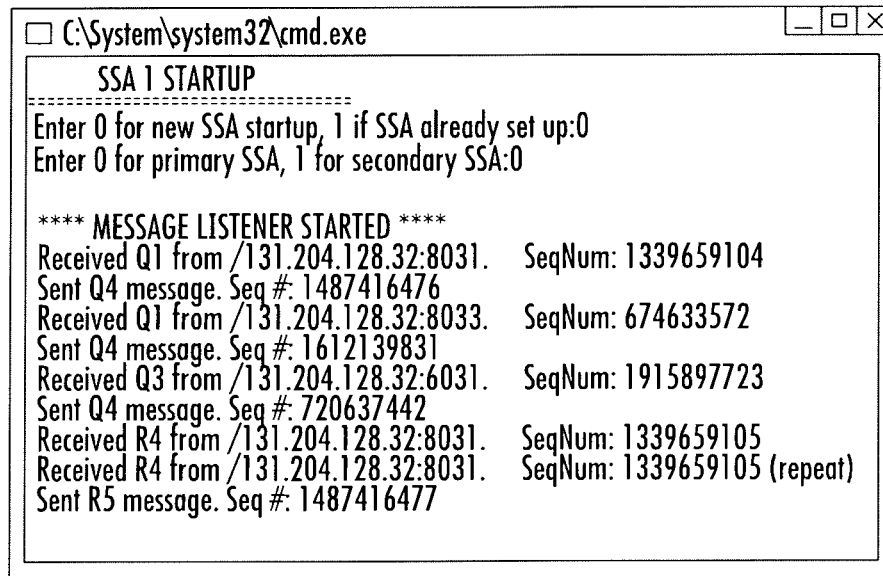 C:\System\system32\cmd.exe
SSA 1 STARTUP
================================
Enter 0 for new SSA startup, 1 if SSA already set up:0
Enter 0 for primary SSA, 1 for secondary SSA:0
**** MESSAGE LISTENER STARTED ****
Received Q1 from /131.204.128.32:8031. SeqNum: 1339659104
Sent Q4 message. Seq #: 1487416476
Received Q1 from /131.204.128.32:8033. SeqNum: 674633572
Sent Q4 message. Seq #: 1612139831
Received Q3 from /131.204.128.32:6031. SeqNum: 1915897723
Sent Q4 message. Seq #: 720637442
Received R4 from /131.204.128.32:8031. SeqNum: 1339659105
Received R4 from /131.204.128.32:8031. SeqNum: 1339659105 (repeat)
Sent R5 message. Seq #: 1487416477